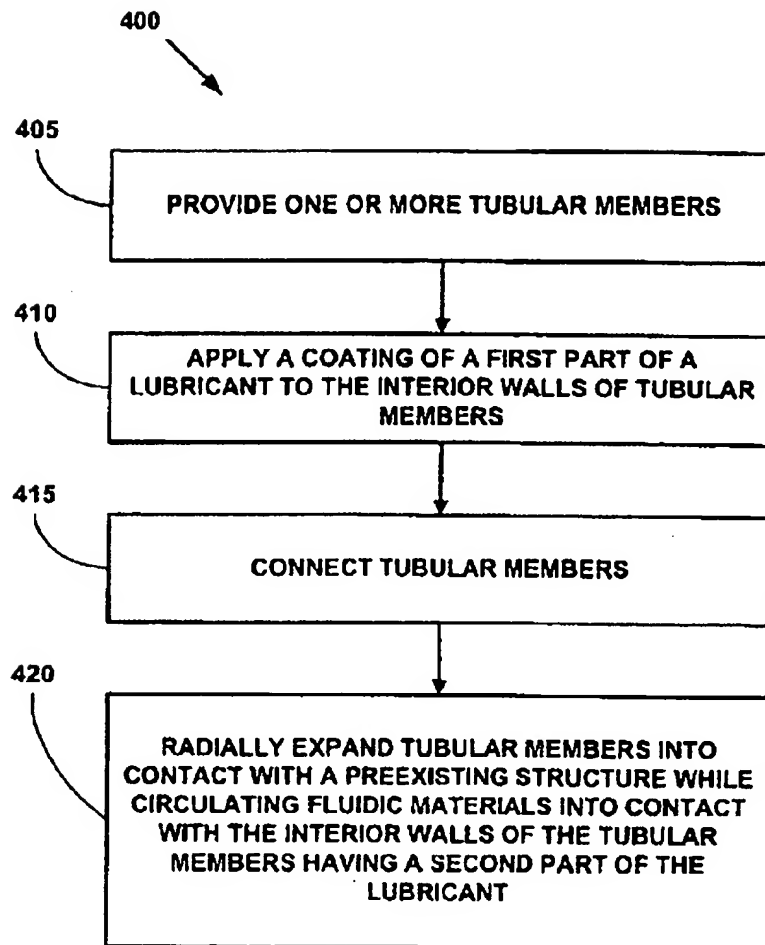 400
405
PROVIDE ONE OR MORE TUBULAR MEMBERS
410
APPLY A COATING OF A FIRST PART OF A
LUBRICANT TO THE INTERIOR WALLS OF TUBULAR
MEMBERS
415
CONNECT TUBULAR MEMBERS
420
RADIALLY EXPAND TUBULAR MEMBERS INTO
CONTACT WITH A PREEXISTING STRUCTURE WHILE
CIRCULATING FLUIDIC MATERIALS INTO CONTACT
WITH THE INTERIOR WALLS OF THE TUBULAR
MEMBERS HAVING A SECOND PART OF THE
LUBRICANT